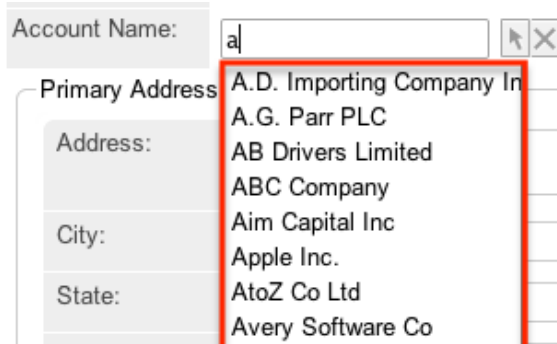 Account Name: a
A.D. Importing Company In
Primary Address
A.G. Parr PLC
Address:
AB Drivers Limited
ABC Company
Aim Capital Inc
City:
Apple Inc.
AtoZ Co Ltd
State:
Avery Software Co